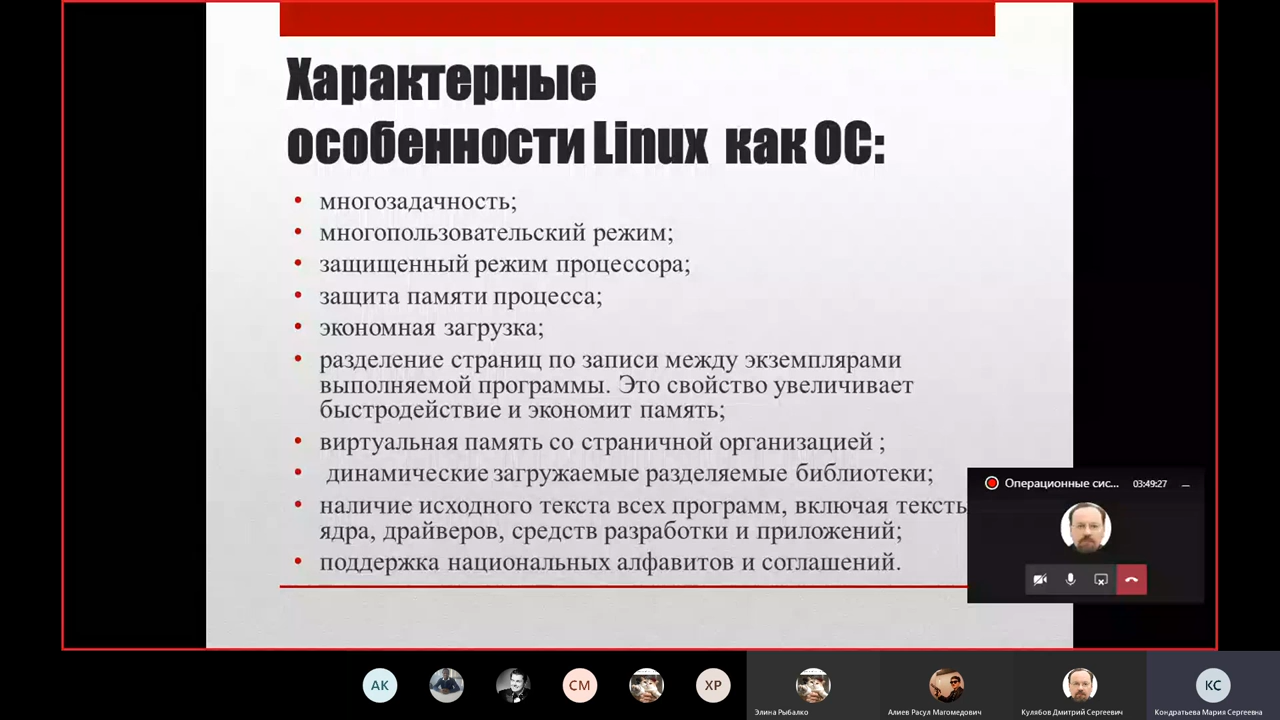 Характерные
особенности Linux как ОС:
• многозадачность;
• многопользовательский режим;
• защищенный режим процессора;
• защита памяти процесса;
• экономная загрузка;
• разделение страниц по записи между экземплярами
выполняемой программы. Это свойство увеличивает
быстродействие и экономит память;
• виртуальная память со страничной организацией ;
• динамические загружаемые разделяемые библиотеки;
• наличие исходного текста всех программ, включая тексты
ядра, драйверов, средств разработки и приложений;
• поддержка национальных алфавитов и соглашений.
Операционные сис... 03:49:27
АК СМ ХР КС
Элина Рыбалко Алиев Расул Магомедович Кулябов Дмитрий Сергеевич Кондратьева Мария Сергеевна